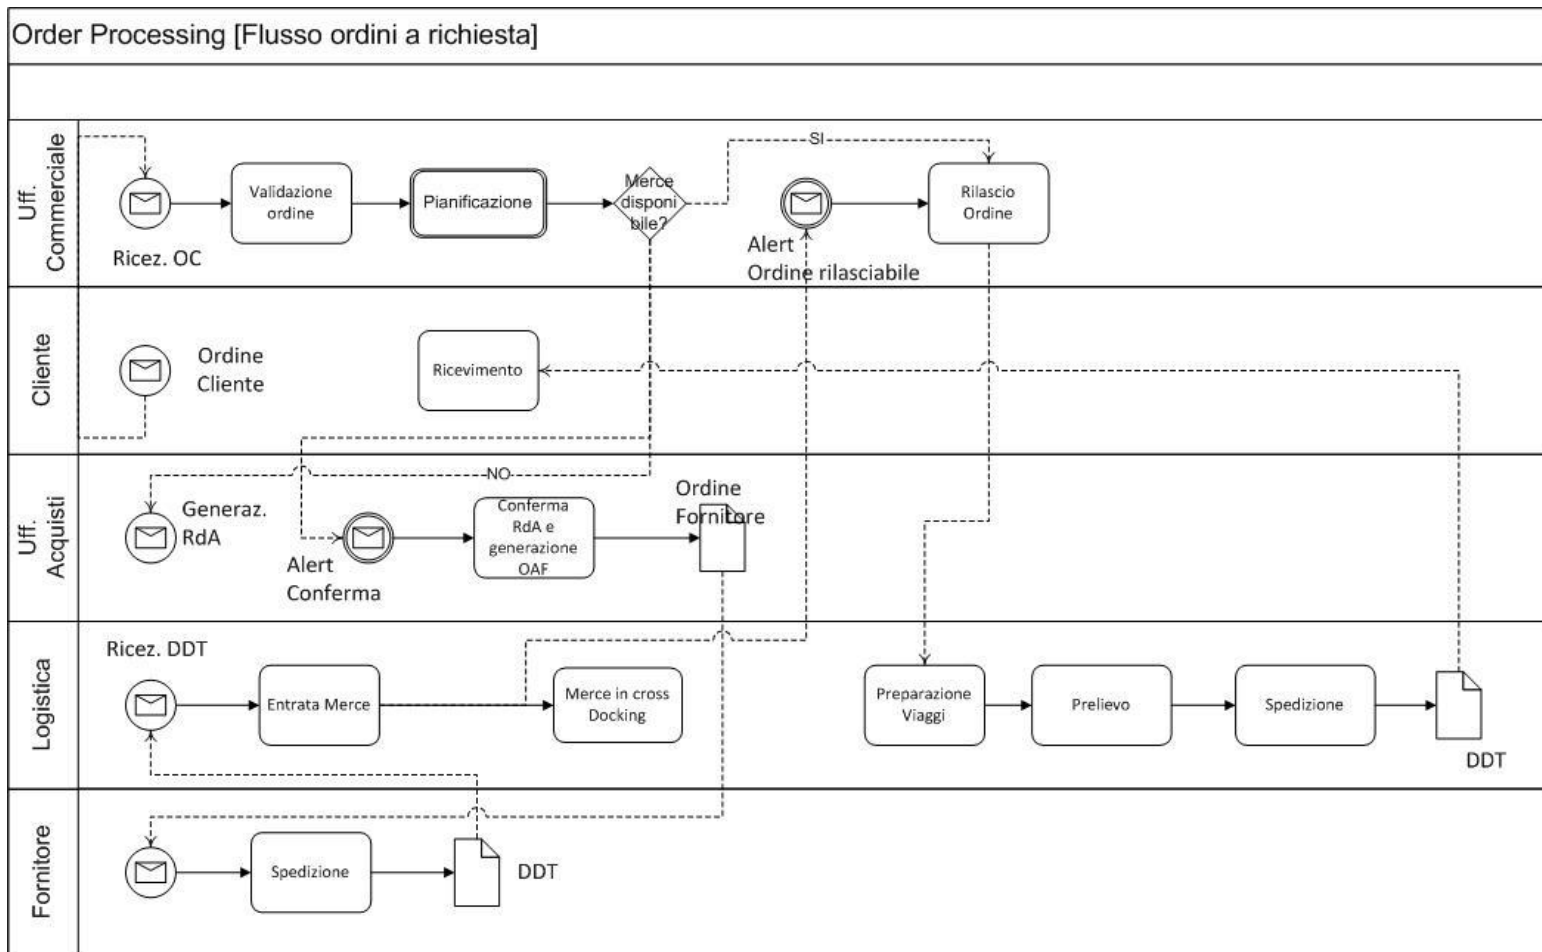 Order Processing [Flusso ordini a richiesta]
Uff.
Commerciale
Ricez. OC
Validazione
ordine
Pianificazione
Merce
disponi
bile?
SI
Alert
Ordine rilasciabile
Rilascio
Ordine
Cliente
Ordine
Cliente
Ricevimento
Uff.
Acquisti
NO
Generaz.
RdA
Alert
Conferma
Conferma
RdA e
generazione
OAF
Ordine
Fornitore
Logistica
Ricez. DDT
Entrata Merce
Merce in cross
Docking
Preparazione
Viaggi
Prelievo
Spedizione
DDT
Fornitore
Spedizione
DDT